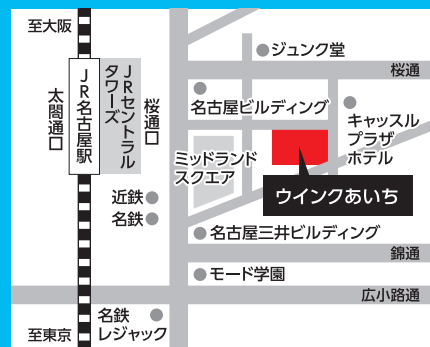 至大阪
ジュンク堂
桜通
JR名古屋駅
JRセントラル
タワーズ
太閤通口
桜通口
名古屋ビルディング
キャッスル
プラザ
ホテル
ミッドランド
スクエア
ウインクあいち
近鉄
名鉄
名古屋三井ビルディング
錦通
モード学園
広小路通
名鉄
レジャック
至東京